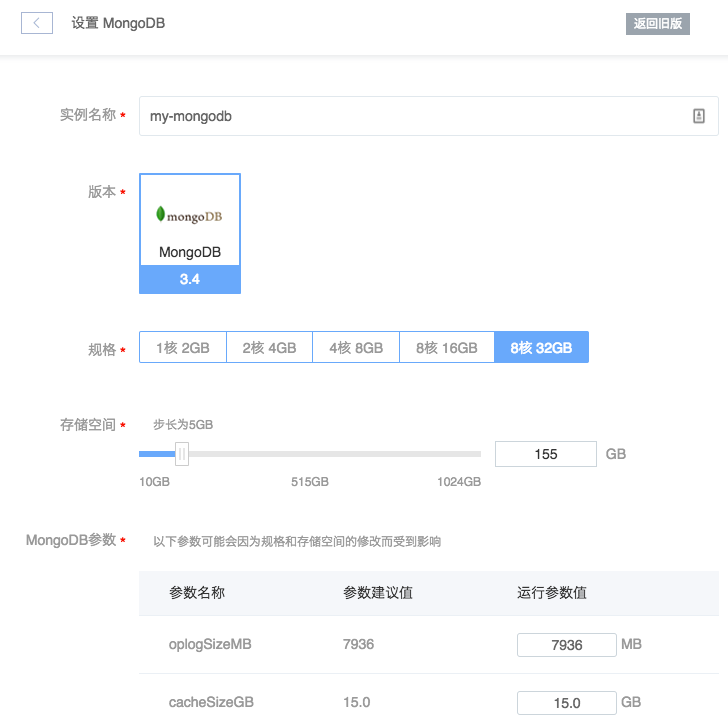 设置 MongoDB
返回旧版
实例名称 *
my-mongodb
版本 *
mongoDB
MongoDB
3.4
规格 *
1核 2GB 2核 4GB 4核 8GB 8核 16GB 8核 32GB
存储空间 * 步长为5GB
155 GB
10GB 515GB 1024GB
MongoDB参数 * 以下参数可能会因为规格和存储空间的修改而受到影响
参数名称 参数建议值 运行参数值
oplogSizeMB 7936 7936 MB
cacheSizeGB 15.0 15.0 GB